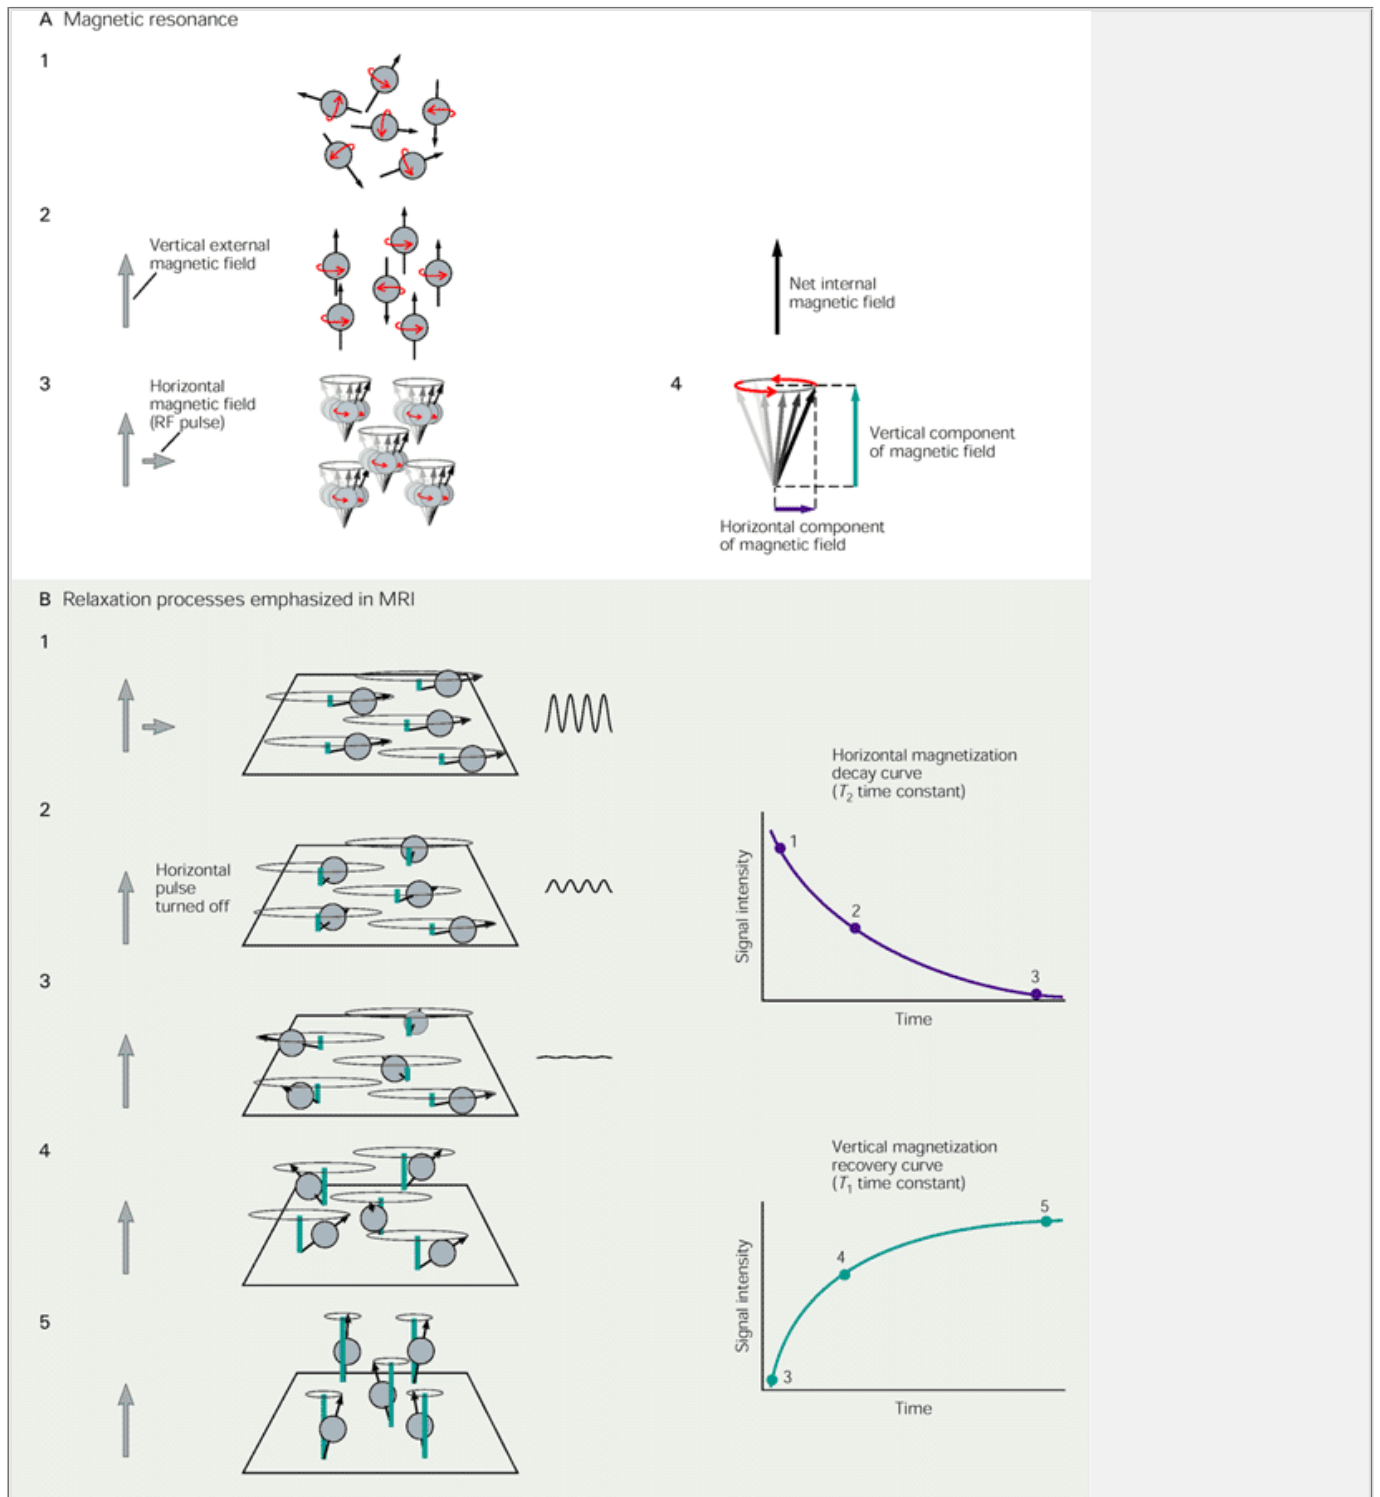 A Magnetic resonance
1
2
Vertical external
magnetic field
Net internal
magnetic field
3
Horizontal
magnetic field
(RF pulse)
4
Vertical component
of magnetic field
Horizontal component
of magnetic field
B Relaxation processes emphasized in MRI
1
2
Horizontal
pulse
turned off
3
Horizontal magnetization
decay curve
(T2 time constant)
Signal intensity
1
2
3
Time
4
5
Vertical magnetization
recovery curve
(T1 time constant)
Signal intensity
5
4
3
Time